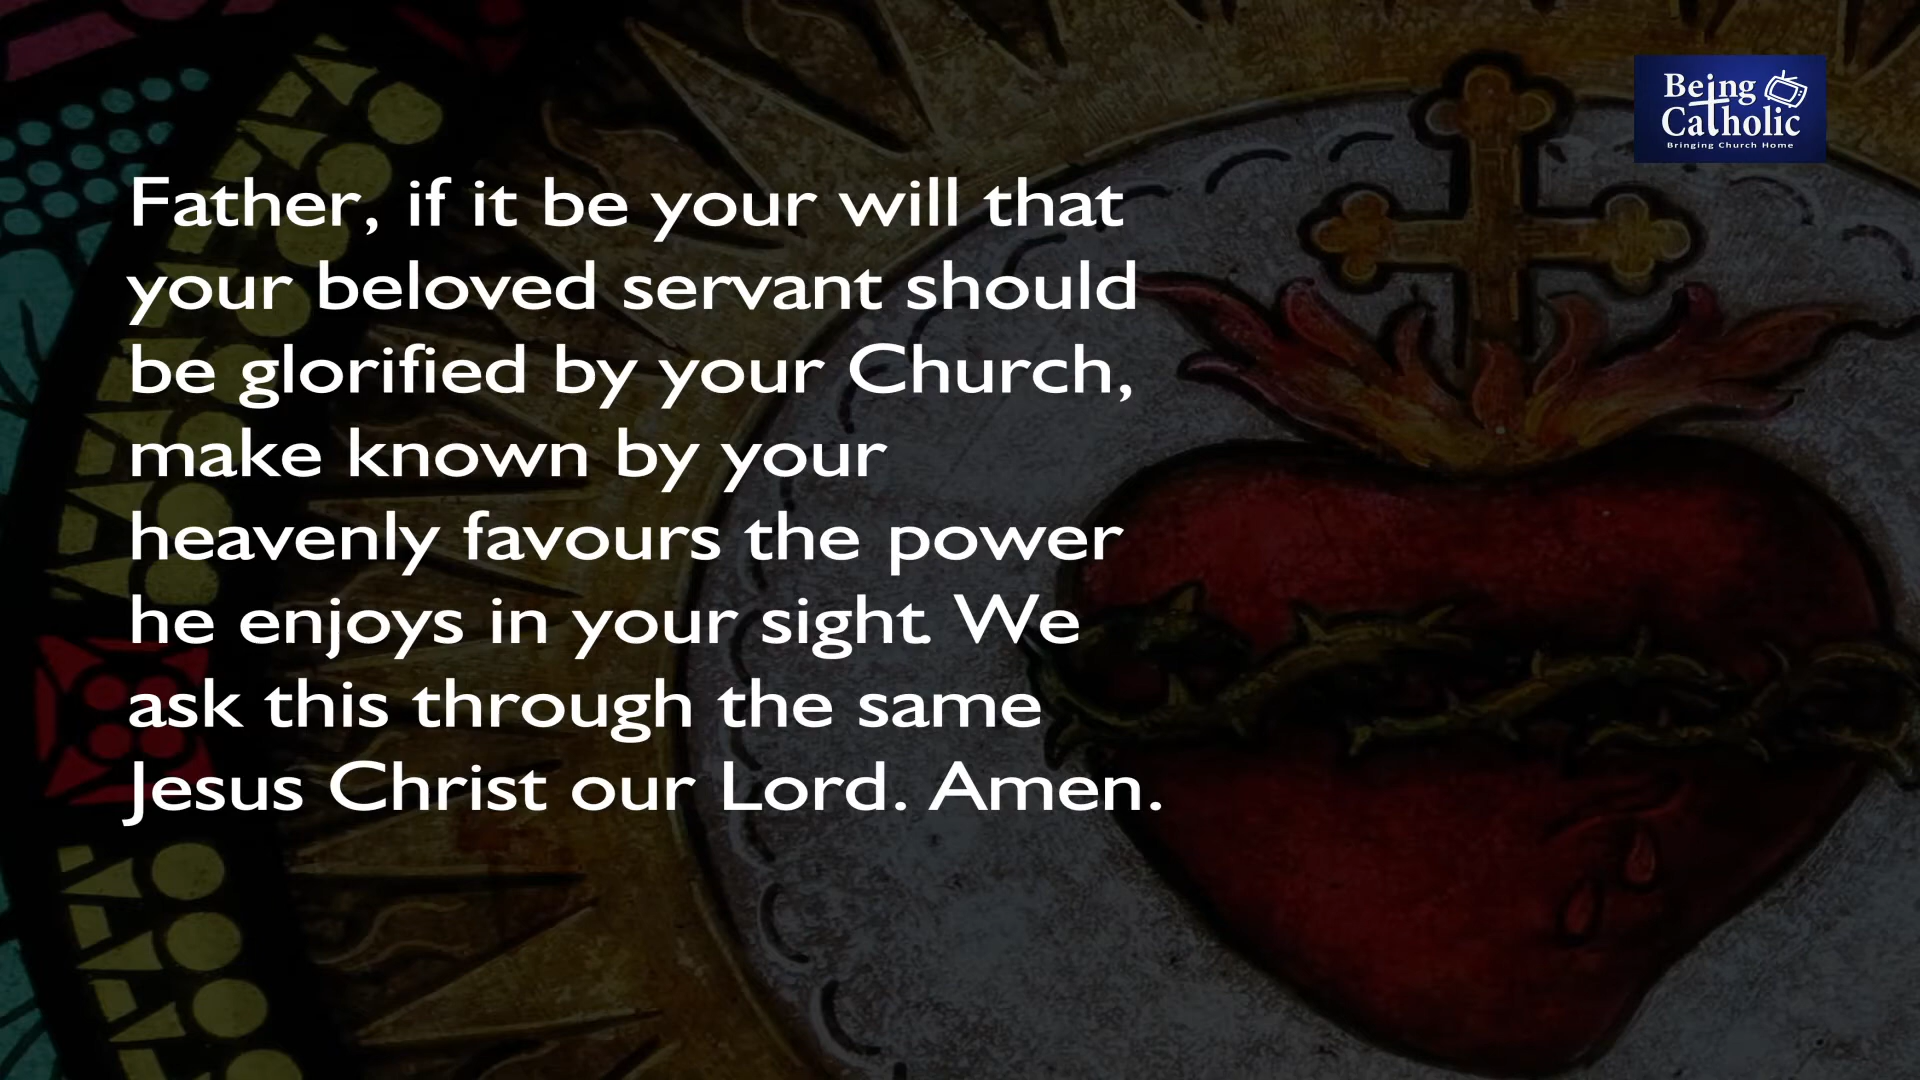 Being
Catholic
Bringing Church Home
Father, if it be your will that
your beloved servant should
be glorified by your Church,
make known by your
heavenly favours the power
he enjoys in your sight. We
ask this through the same
Jesus Christ our Lord. Amen.